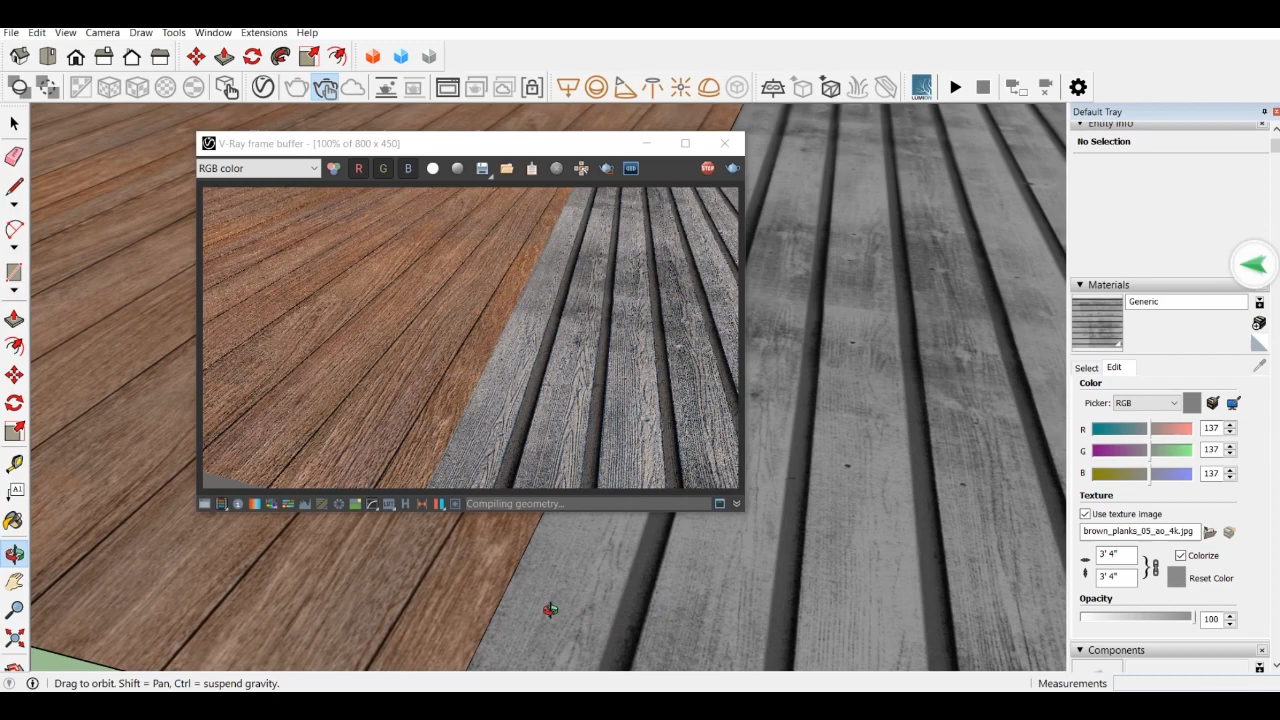 File Edit View Camera Draw Tools Window Extensions Help
LUMION
Default Tray
Entity Info
No Selection
V-Ray frame buffer - [100% of 800 x 450]
RGB color
R G B
STOP
Compiling geometry...
Materials
Generic
Select Edit
Color
Picker: RGB
R 137
G 137
B 137
Texture
Use texture image
brown_planks_05_ao_4k.jpg
3' 4" Colorize
3' 4" Reset Color
Opacity
100
Components
A1
Drag to orbit. Shift = Pan, Ctrl = suspend gravity.
Measurements